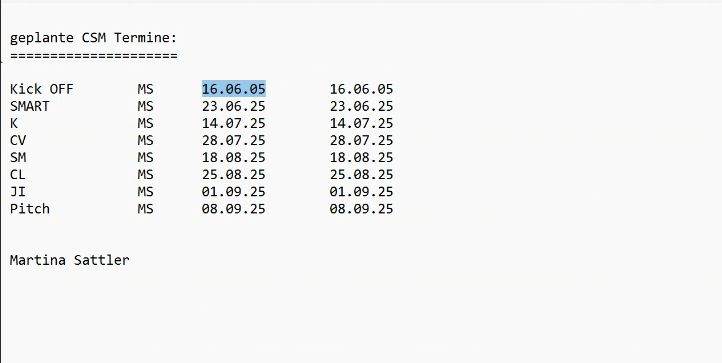 geplante CSM Termine:
=====================
Kick OFF MS 16.06.05 16.06.05
SMART MS 23.06.25 23.06.25
K MS 14.07.25 14.07.25
CV MS 28.07.25 28.07.25
SM MS 18.08.25 18.08.25
CL MS 25.08.25 25.08.25
JI MS 01.09.25 01.09.25
Pitch MS 08.09.25 08.09.25
Martina Sattler